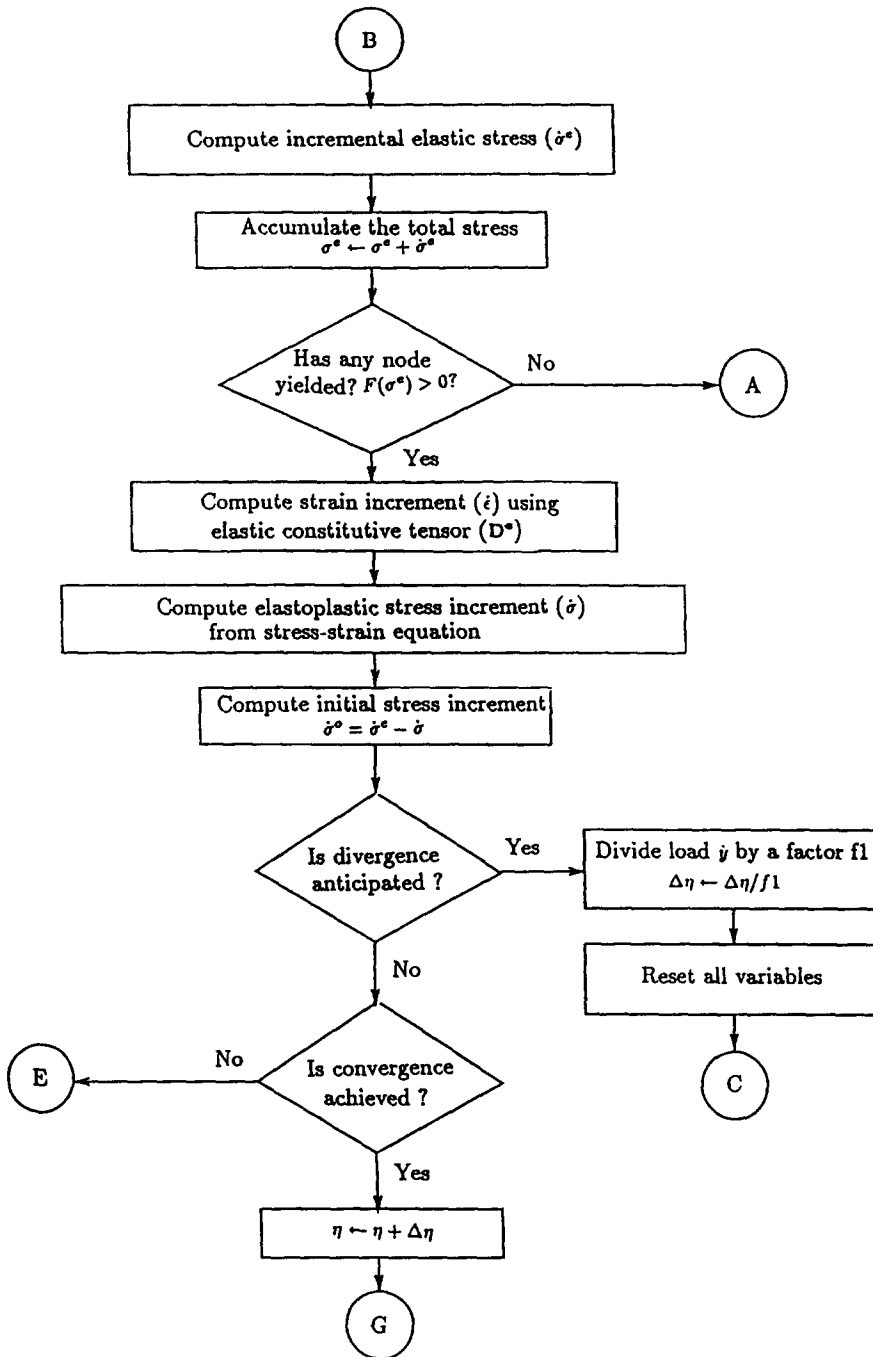 B
Compute incremental elastic stress (σ̇ᵉ)
Accumulate the total stress
σᵉ ← σᵉ + σ̇ᵉ
Has any node
yielded? F(σᵉ) > 0?
No
A
Yes
Compute strain increment (ε̇) using
elastic constitutive tensor (Dᵉ)
Compute elastoplastic stress increment (σ̇)
from stress-strain equation
Compute initial stress increment
σ̇ᵒ = σ̇ᵉ − σ̇
Is divergence
anticipated ?
Yes
Divide load ẏ by a factor f1
Δη ← Δη/f1
Reset all variables
C
No
Is convergence
achieved ?
No
E
Yes
η ← η + Δη
G